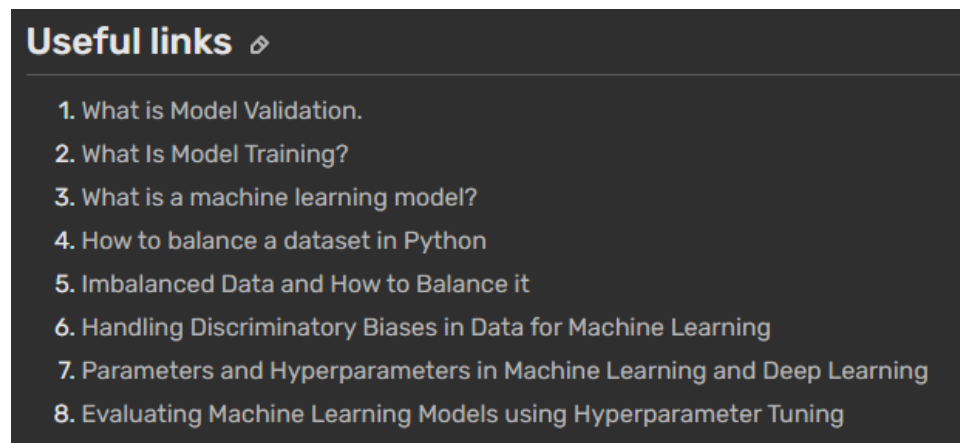 Useful links
1. What is Model Validation.
2. What Is Model Training?
3. What is a machine learning model?
4. How to balance a dataset in Python
5. Imbalanced Data and How to Balance it
6. Handling Discriminatory Biases in Data for Machine Learning
7. Parameters and Hyperparameters in Machine Learning and Deep Learning
8. Evaluating Machine Learning Models using Hyperparameter Tuning